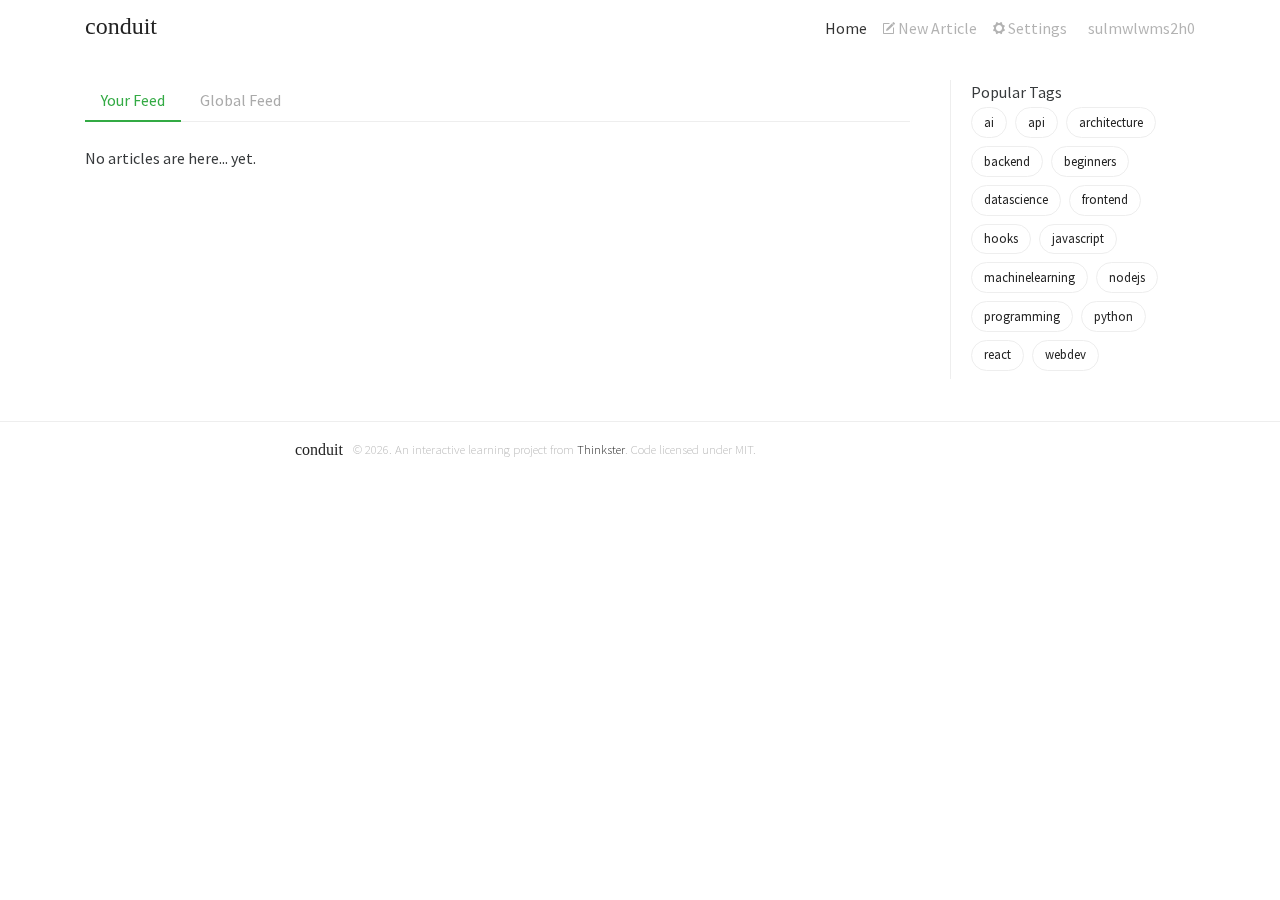 conduit
Home New Article Settings sulmwlwms2h0
Your Feed Global Feed
No articles are here... yet.
Popular Tags
ai api architecture
backend beginners
datascience frontend
hooks javascript
machinelearning nodejs
programming python
react webdev
conduit © 2026. An interactive learning project from Thinkster. Code licensed under MIT.